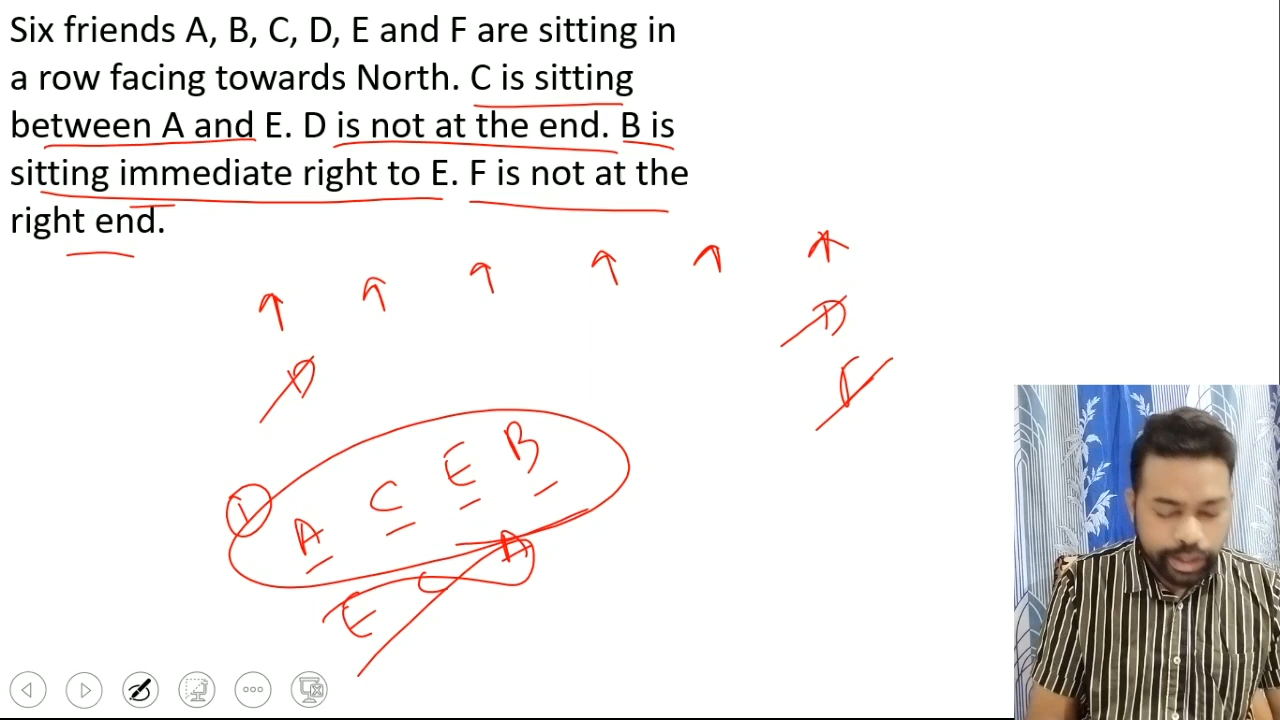 Six friends A, B, C, D, E and F are sitting in
a row facing towards North. C is sitting
between A and E. D is not at the end. B is
sitting immediate right to E. F is not at the
right end.
D
D
F
1
A C E B
E C A